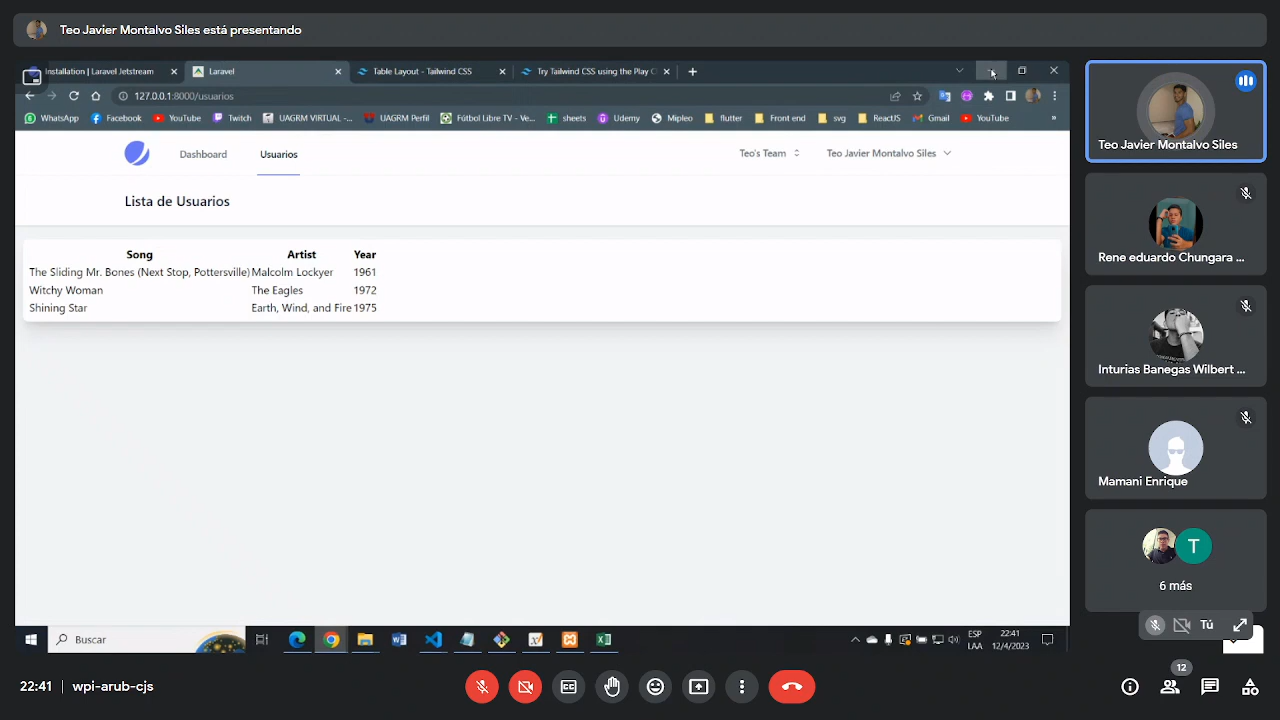 Teo Javier Montalvo Siles está presentando
Installation | Laravel Jetstream
Laravel
Table Layout - Tailwind CSS
Try Tailwind CSS using the Play C
127.0.0.1:8000/usuarios
WhatsApp
Facebook
YouTube
Twitch
UAGRM VIRTUAL -...
UAGRM Perfil
Fútbol Libre TV - Ve...
sheets
Udemy
Mipleo
flutter
Front end
svg
ReactJS
Gmail
YouTube
»
Dashboard
Usuarios
Teo's Team
Teo Javier Montalvo Siles
Lista de Usuarios
Song Artist Year
The Sliding Mr. Bones (Next Stop, Pottersville) Malcolm Lockyer 1961
Witchy Woman The Eagles 1972
Shining Star Earth, Wind, and Fire 1975
Teo Javier Montalvo Siles
Rene eduardo Chungara ...
Inturias Banegas Wilbert ...
Mamani Enrique
T
6 más
Tú
Buscar
ESP
LAA
22:41
12/4/2023
22:41 | wpi-arub-cjs
12